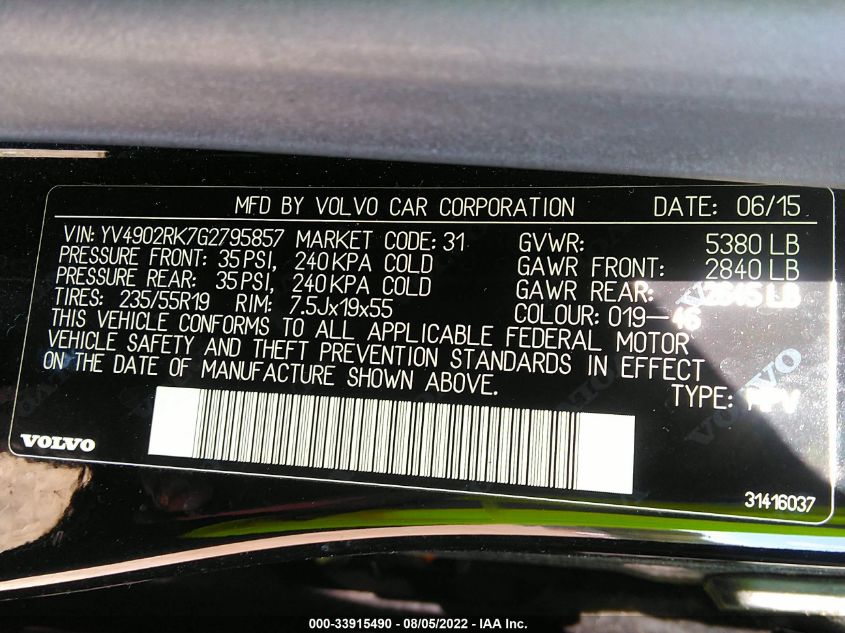 MFD BY VOLVO CAR CORPORATION DATE: 06/15
VIN: YV4902RK7G2795857 MARKET CODE: 31 GVWR: 5380 LB
PRESSURE FRONT: 35PSI, 240KPA COLD GAWR FRONT: 2840 LB
PRESSURE REAR: 35PSI, 240KPA COLD GAWR REAR: LB
TIRES: 235/55R19 RIM: 7.5Jx19x55 COLOUR: 019-46
THIS VEHICLE CONFORMS TO ALL APPLICABLE FEDERAL MOTOR
VEHICLE SAFETY AND THEFT PREVENTION STANDARDS IN EFFECT
ON THE DATE OF MANUFACTURE SHOWN ABOVE.
TYPE:
VOLVO
31416037
000-33915490 - 08/05/2022 - IAA Inc.